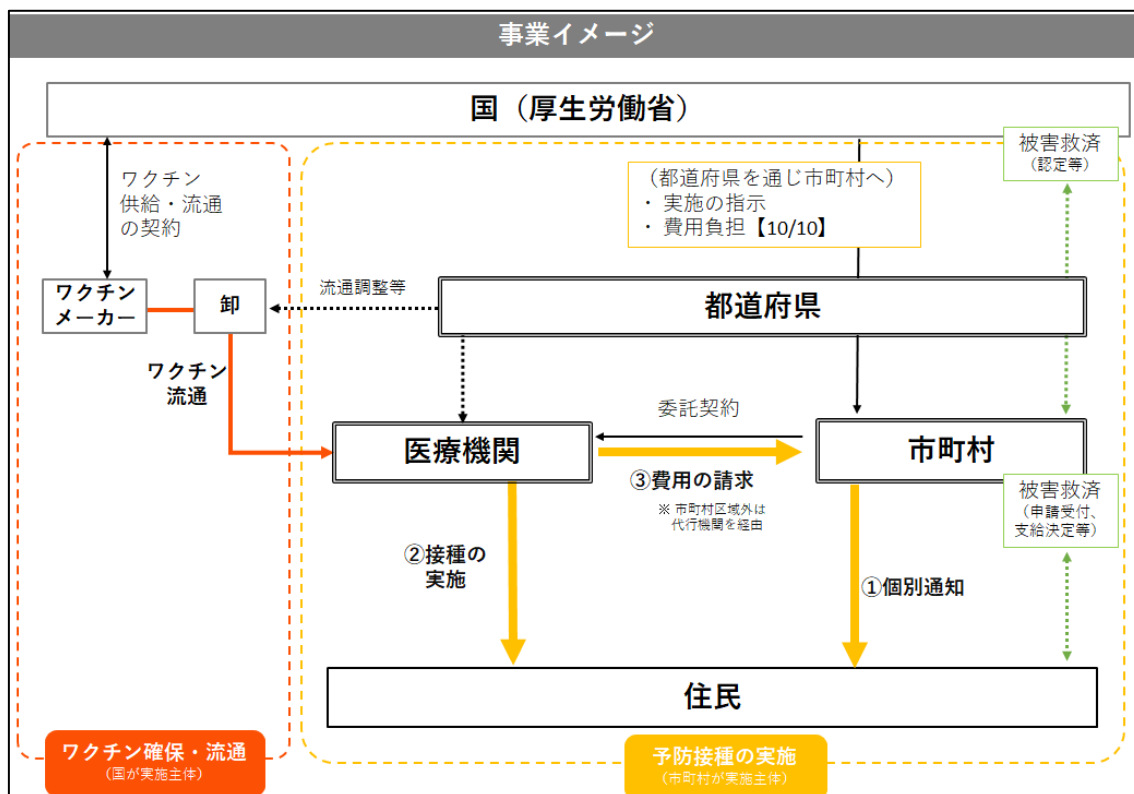 事業イメージ
国（厚生労働省）
被害救済
（認定等）
ワクチン
供給・流通
の契約
（都道府県を通じ市町村へ）
・ 実施の指示
・ 費用負担【10/10】
ワクチン
メーカー
卸
流通調整等
都道府県
ワクチン
流通
委託契約
医療機関
市町村
③費用の請求
※ 市町村区域外は
代行機関を経由
被害救済
（申請受付、
支給決定等）
②接種の
実施
①個別通知
住民
ワクチン確保・流通
（国が実施主体）
予防接種の実施
（市町村が実施主体）